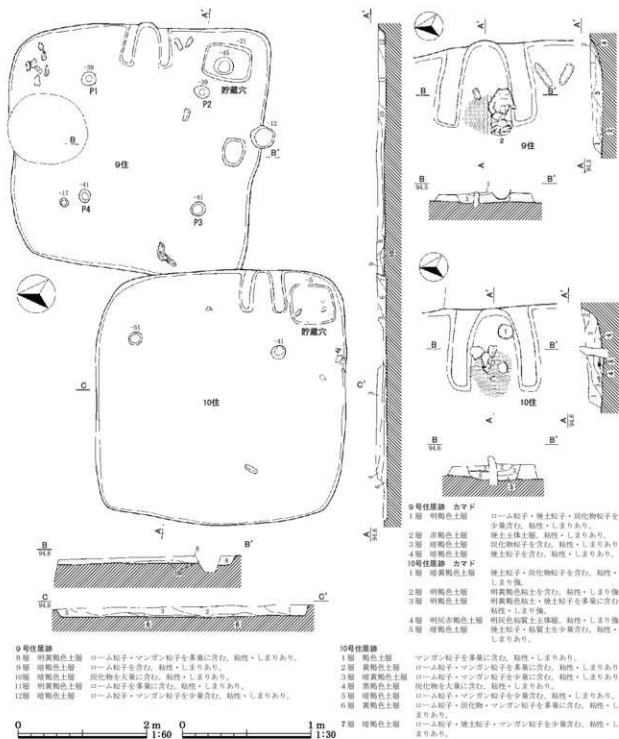 A'
-39
P1
-39
P2
-25
-45
貯蔵穴
-12
B
B'
9住
-17
-41
P4
-41
P3
貯蔵穴
-51
-41
C
C'
10住
A
A'
A
94.6
A'
A'
B
B'
9住
2
A
A
94.5
B
94.5
B'
1
3
A'
A'
B
B'
10住
A
A
94.6
B
94.6
B'
B
94.6
B'
8
C
94.6
C'
5
3
2
1
6
6
9号住居跡 カマド
1層 明褐色土層 ローム粒子・焼土粒子・炭化物粒子を
少量含む、粘性・しまりあり。
2層 赤褐色土層 焼土主体土層。粘性・しまりあり。
3層 暗褐色土層 炭化物粒子を含む。粘性・しまりあり
4層 暗褐色土層 焼土粒子を含む。粘性・しまりあり。
10号住居跡 カマド
1層 暗黄褐色土層 焼土粒子・炭化物粒子を含む、粘性・
しまり強。
2層 明褐色土層 明黄褐色粘土を含む。粘性・しまり強。
3層 明褐色土層 明黄褐色粘土・焼土粒子を多量に含む
粘性・しまり強。
4層 明灰赤褐色土層 明灰色粘質土主体層。粘性・しまり強。
5層 暗褐色土層 焼土粒子・粘質土を少量含む、粘性・
しまりあり。
9号住居跡
8層 明黄褐色土層 ローム粒子・マンガン粒子を多量に含む、粘性・しまりあり。
9層 暗褐色土層 ローム粒子を含む、粘性・しまりあり。
10層 暗褐色土層 炭化物を大量に含む、粘性・しまりあり。
11層 明黄褐色土層 ローム粒子を多量に含む、粘性・しまりあり。
12層 暗褐色土層 ローム粒子・マンガン粒子を少量含む、粘性・しまりあり。
10号住居跡
1層 褐色土層 マンガン粒子を多量に含む、粘性・しまりあり。
2層 黄褐色土層 ローム粒子・マンガン粒子を多量に含む、粘性・しまりあり
3層 暗黄褐色土層 ローム粒子・マンガン粒子を少量に含む、粘性・しまりあり
4層 黒褐色土層 炭化物を大量に含む、粘性・しまりあり。
5層 暗褐色土層 ローム粒子・マンガン粒子を少量含む、粘性・しまりあり。
6層 黄褐色土層 ローム粒子・炭化物・マンガン粒子を多量に含む、粘性・し
まりあり。
7層 暗褐色土層 ローム粒子・焼土粒子・マンガン粒子を少量含む、粘性・し
まりあり。
0 2m
1:60
0 1m
1:30